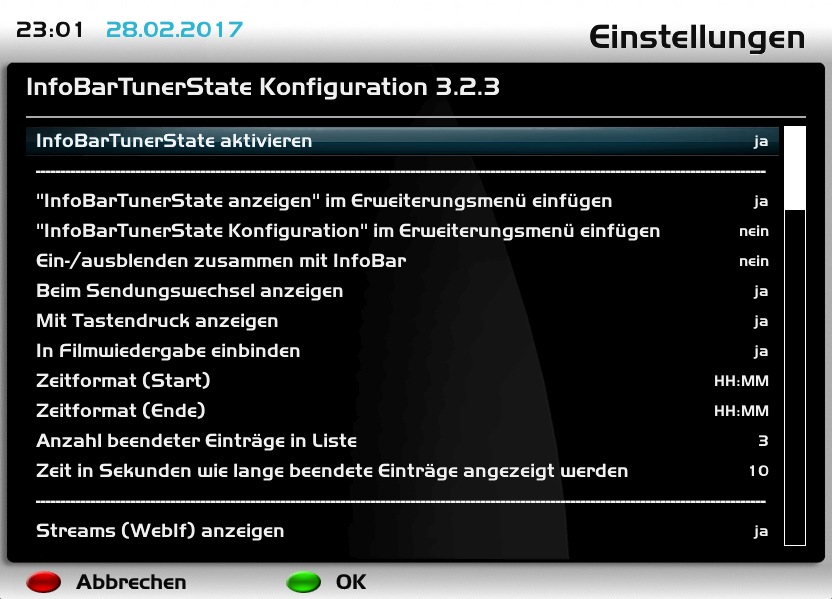 23:01 28.02.2017
Einstellungen
InfoBarTunerState Konfiguration 3.2.3
InfoBarTunerState aktivieren ja
"InfoBarTunerState anzeigen" im Erweiterungsmenü einfügen ja
"InfoBarTunerState Konfiguration" im Erweiterungsmenü einfügen nein
Ein-/ausblenden zusammen mit InfoBar nein
Beim Sendungswechsel anzeigen ja
Mit Tastendruck anzeigen ja
In Filmwiedergabe einbinden ja
Zeitformat (Start) HH:MM
Zeitformat (Ende) HH:MM
Anzahl beendeter Einträge in Liste 3
Zeit in Sekunden wie lange beendete Einträge angezeigt werden 10
Streams (WebIf) anzeigen ja
Abbrechen OK